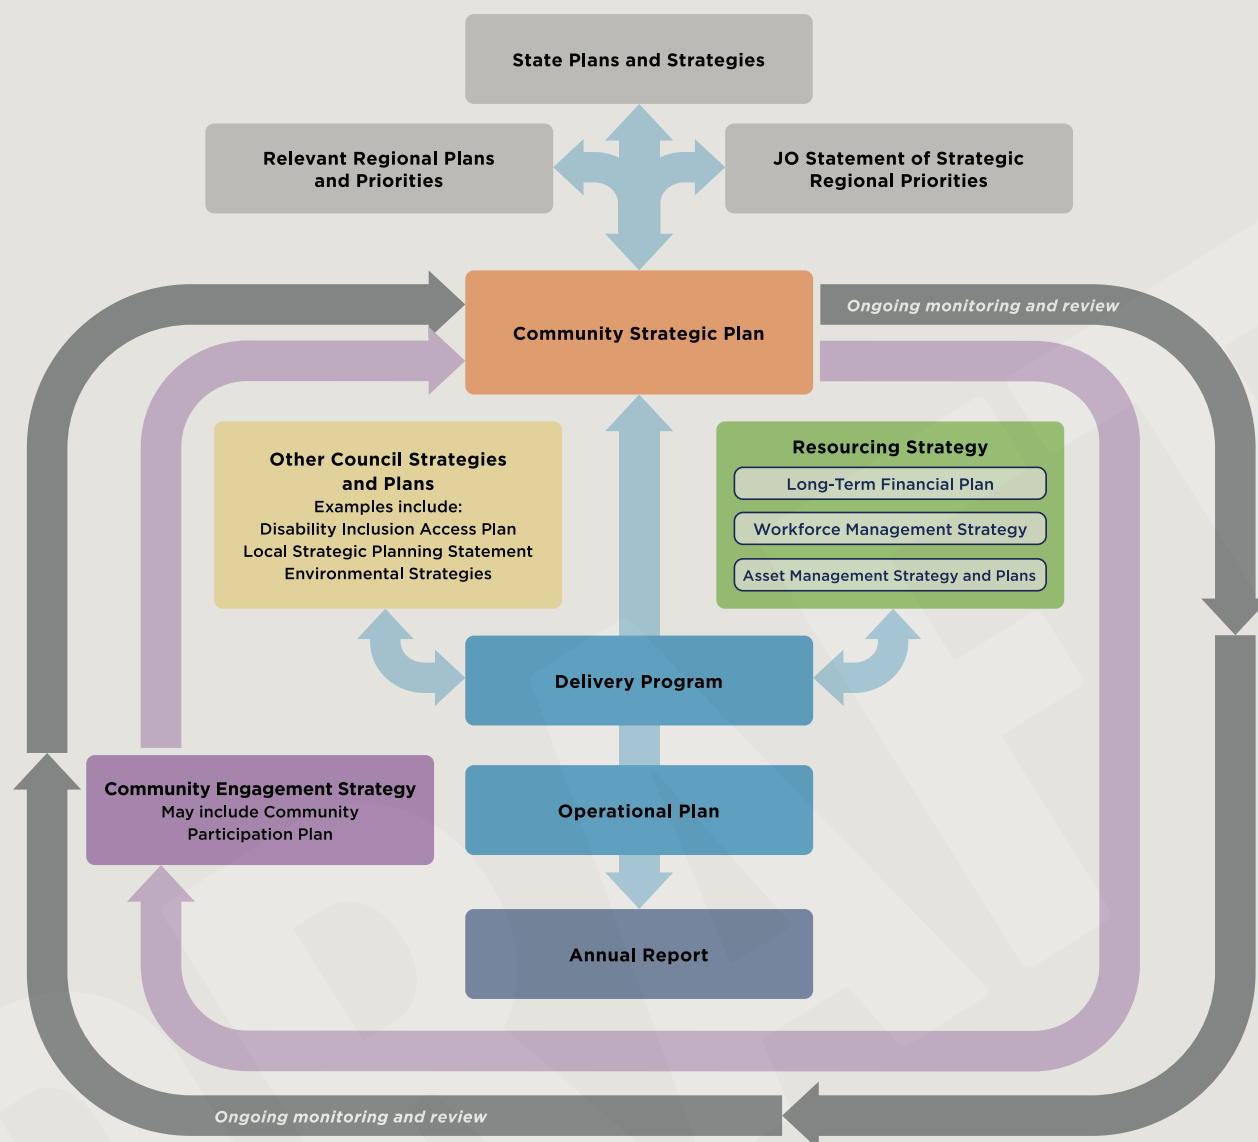 State Plans and Strategies
Relevant Regional Plans
and Priorities
JO Statement of Strategic
Regional Priorities
Community Strategic Plan
Ongoing monitoring and review
Other Council Strategies
and Plans
Examples include:
Disability Inclusion Access Plan
Local Strategic Planning Statement
Environmental Strategies
Resourcing Strategy
Long-Term Financial Plan
Workforce Management Strategy
Asset Management Strategy and Plans
Delivery Program
Community Engagement Strategy
May include Community
Participation Plan
Operational Plan
Annual Report
Ongoing monitoring and review
DRAFT